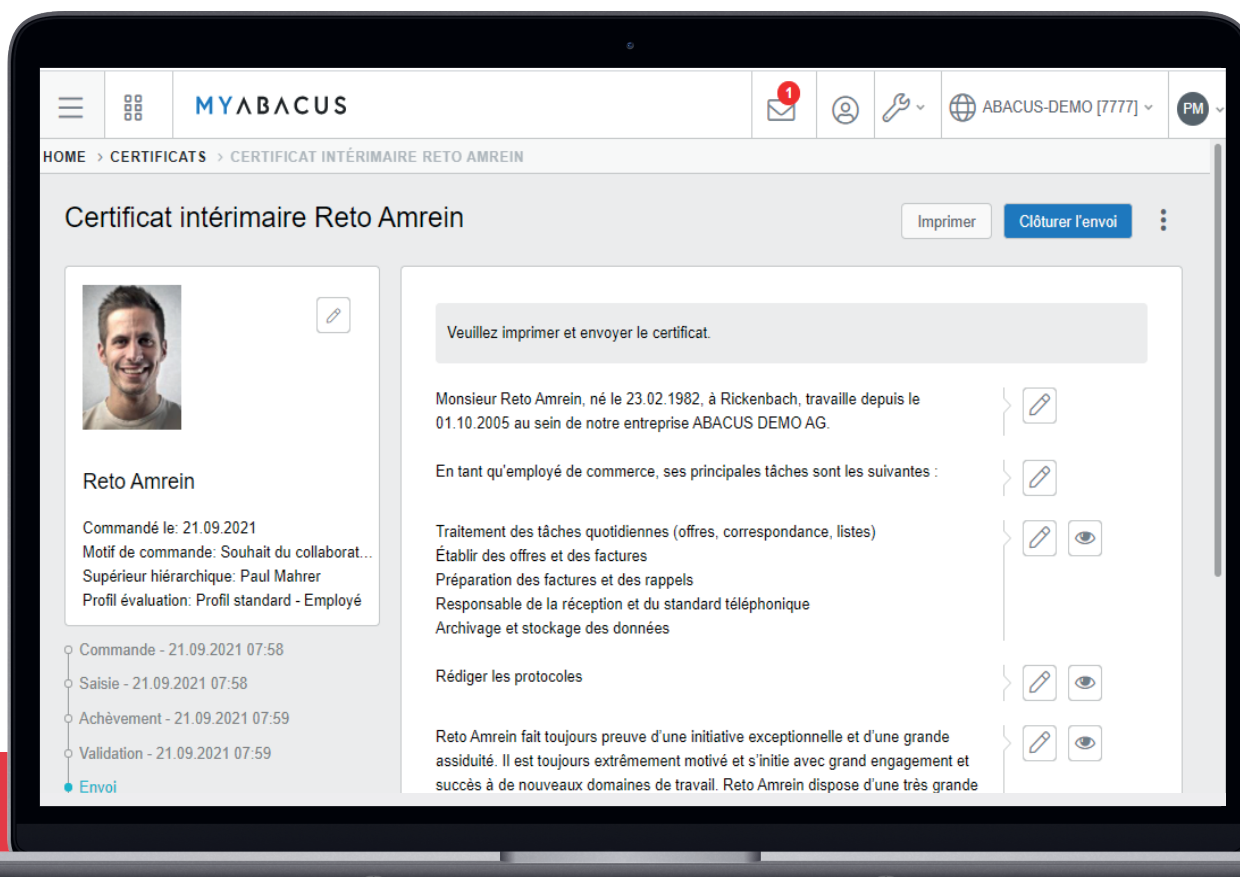 1
MYΛBΛCUS
ABACUS-DEMO [7777]
PM
HOME > CERTIFICATS > CERTIFICAT INTÉRIMAIRE RETO AMREIN
Certificat intérimaire Reto Amrein
Imprimer
Clôturer l'envoi
Reto Amrein
Commandé le: 21.09.2021
Motif de commande: Souhait du collaborat...
Supérieur hiérarchique: Paul Mahrer
Profil évaluation: Profil standard - Employé
Commande - 21.09.2021 07:58
Saisie - 21.09.2021 07:58
Achèvement - 21.09.2021 07:59
Validation - 21.09.2021 07:59
Envoi
Veuillez imprimer et envoyer le certificat.
Monsieur Reto Amrein, né le 23.02.1982, à Rickenbach, travaille depuis le
01.10.2005 au sein de notre entreprise ABACUS DEMO AG.
En tant qu'employé de commerce, ses principales tâches sont les suivantes :
Traitement des tâches quotidiennes (offres, correspondance, listes)
Établir des offres et des factures
Préparation des factures et des rappels
Responsable de la réception et du standard téléphonique
Archivage et stockage des données
Rédiger les protocoles
Reto Amrein fait toujours preuve d'une initiative exceptionnelle et d'une grande
assiduité. Il est toujours extrêmement motivé et s'initie avec grand engagement et
succès à de nouveaux domaines de travail. Reto Amrein dispose d'une très grande